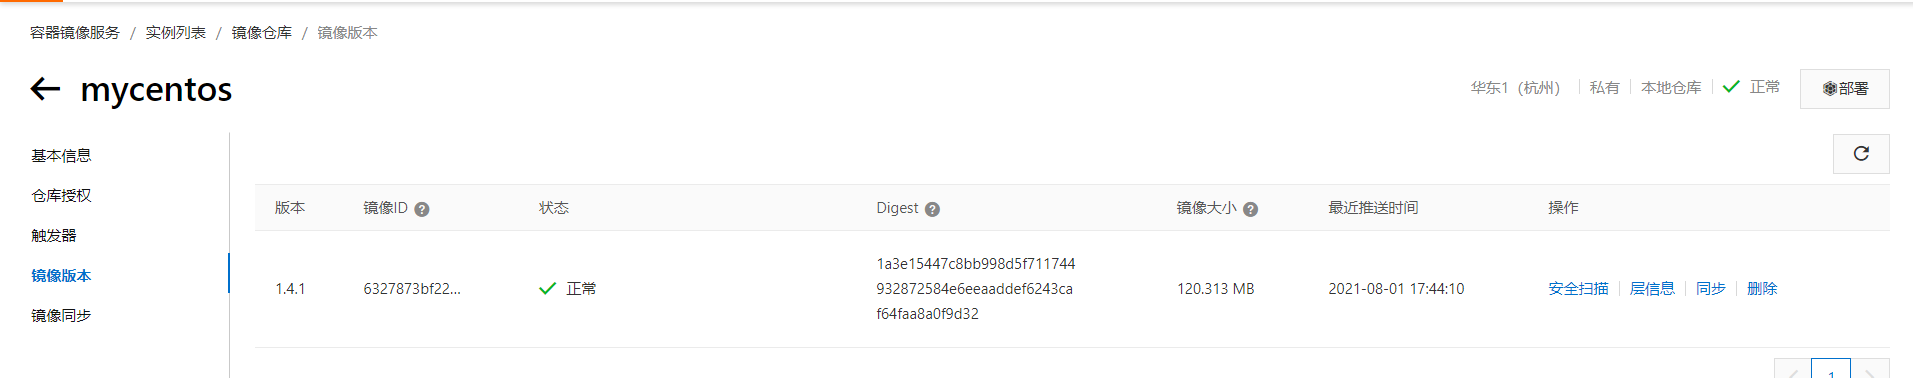 容器镜像服务 / 实例列表 / 镜像仓库 / 镜像版本
mycentos
华东1（杭州） 私有 本地仓库 正常 部署
基本信息
仓库授权
触发器
镜像版本
镜像同步
版本 镜像ID 状态 Digest 镜像大小 最近推送时间 操作
1.4.1 6327873bf22... 正常
1a3e15447c8bb998d5f711744
932872584e6eeaaddef6243ca
f64faa8a0f9d32
120.313 MB 2021-08-01 17:44:10 安全扫描 层信息 同步 删除
1